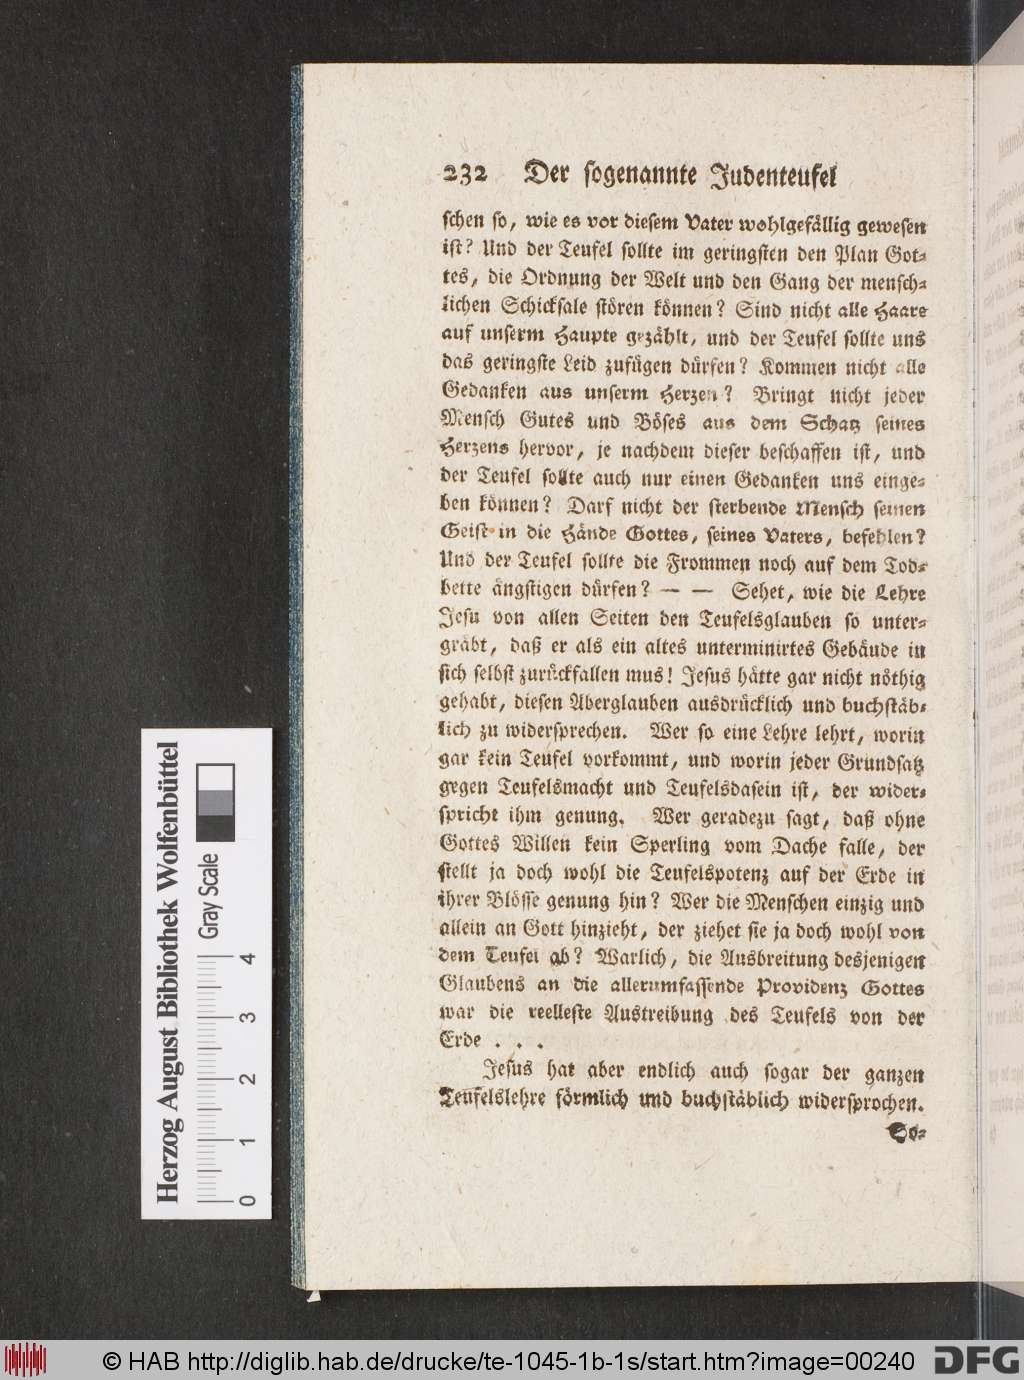 232 Der sogenannte Judenteufel
schen so, wie es vor diesem Vater wohlgefällig gewesen
ist? Und der Teufel sollte im geringsten den Plan Got-
tes, die Ordnung der Welt und den Gang der mensch-
lichen Schicksale stören können? Sind nicht alle Haare
auf unserm Haupte gezählt, und der Teufel sollte uns
das geringste Leid zufügen dürfen? Kommen nicht alle
Gedanken aus unserm Herzen? Bringt nicht jeder
Mensch Gutes und Böses aus dem Schatz seines
Herzens hervor, je nachdem dieser beschaffen ist, und
der Teufel sollte auch nur einen Gedanken uns einge-
ben können? Darf nicht der sterbende Mensch seinen
Geist in die Hände Gottes, seines Vaters, befehlen?
Und der Teufel sollte die Frommen noch auf dem Tod-
bette ängstigen dürfen? — — Sehet, wie die Lehre
Jesu von allen Seiten den Teufelsglauben so unter-
gräbt, daß er als ein altes unterminirtes Gebäude in
sich selbst zurückfallen mus! Jesus hätte gar nicht nöthig
gehabt, diesen Aberglauben ausdrücklich und buchstäb-
lich zu widersprechen. Wer so eine Lehre lehrt, worin
gar kein Teufel vorkommt, und worin jeder Grundsatz
gegen Teufelsmacht und Teufelsdasein ist, der wider-
spricht ihm genung. Wer geradezu sagt, daß ohne
Gottes Willen kein Sperling vom Dache falle, der
stellt ja doch wohl die Teufelspotenz auf der Erde in
ihrer Blösse genung hin? Wer die Menschen einzig und
allein an Gott hinzieht, der ziehet sie ja doch wohl von
dem Teufel ab? Warlich, die Ausbreitung desjenigen
Glaubens an die allerumfassende Providenz Gottes
war die reelleste Austreibung des Teufels von der
Erde . . .
Jesus hat aber endlich auch sogar der ganzen
Teufelslehre förmlich und buchstäblich widersprochen.
So-
Herzog August Bibliothek Wolfenbüttel
Gray Scale
0 1 2 3 4
© HAB http://diglib.hab.de/drucke/te-1045-1b-1s/start.htm?image=00240
DFG